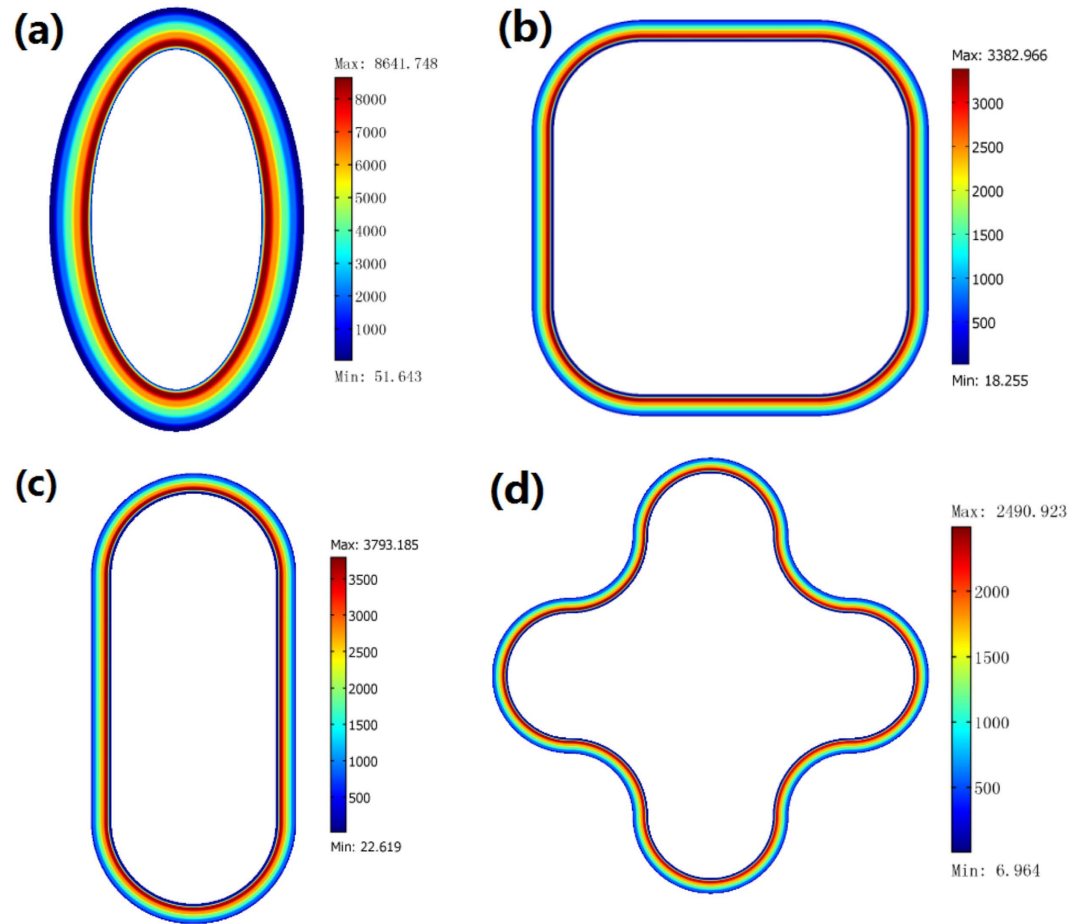 (a)
Max: 8641.748
8000
7000
6000
5000
4000
3000
2000
1000
Min: 51.643
(b)
Max: 3382.966
3000
2500
2000
1500
1000
500
Min: 18.255
(c)
Max: 3793.185
3500
3000
2500
2000
1500
1000
500
Min: 22.619
(d)
Max: 2490.923
2000
1500
1000
500
Min: 6.964